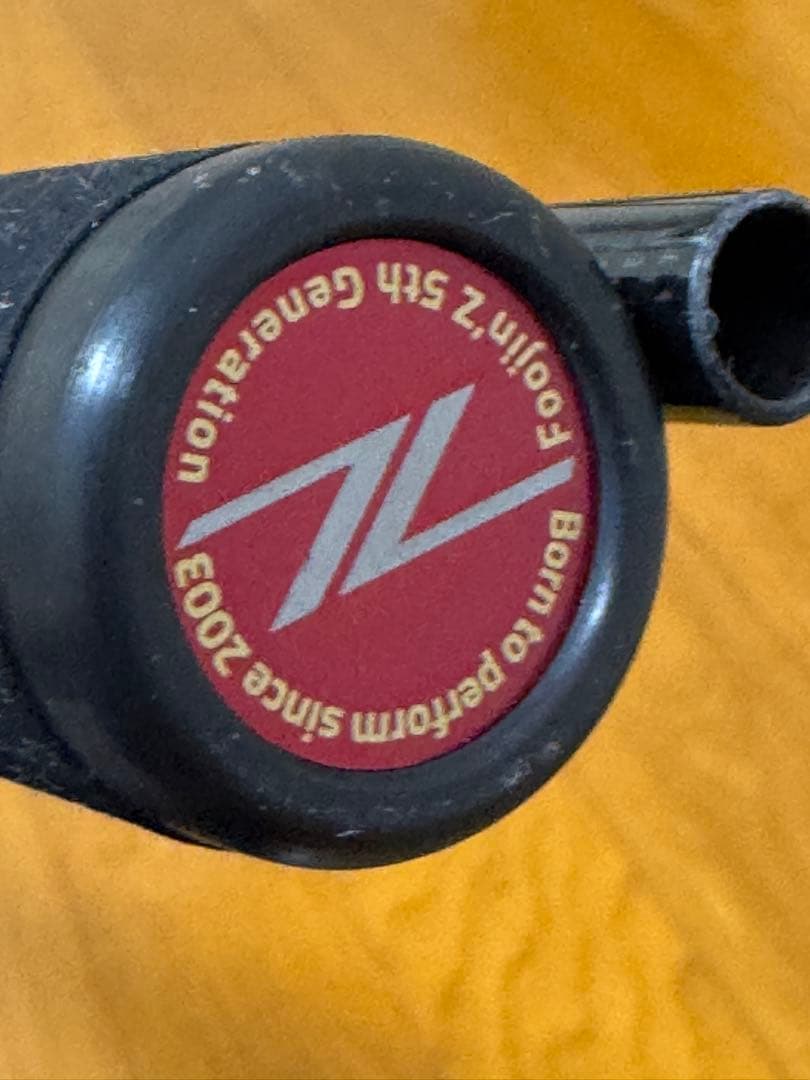 Foojin'Z 5th Generation
Born to perform since 2003